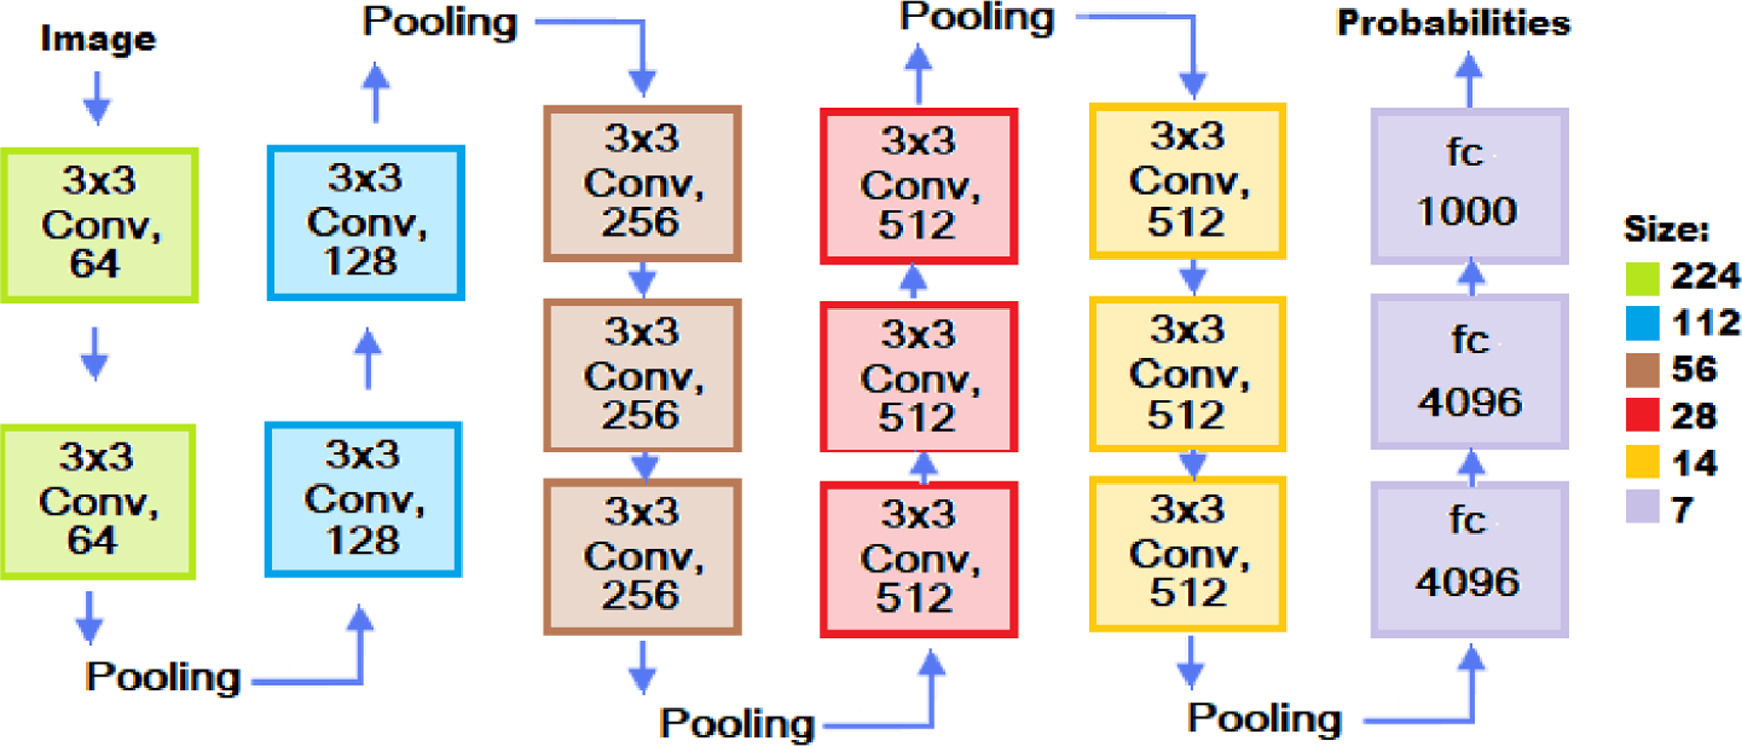 Image
3x3
Conv,
64
3x3
Conv,
64
Pooling
3x3
Conv,
128
3x3
Conv,
128
Pooling
3x3
Conv,
256
3x3
Conv,
256
3x3
Conv,
256
Pooling
3x3
Conv,
512
3x3
Conv,
512
3x3
Conv,
512
Pooling
3x3
Conv,
512
3x3
Conv,
512
3x3
Conv,
512
Pooling
fc
4096
fc
4096
fc
1000
Probabilities
Size:
224
112
56
28
14
7